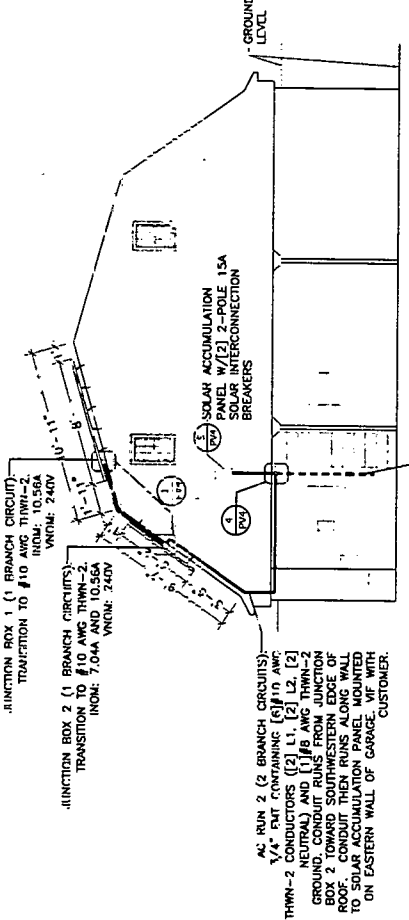 JUNCTION BOX 1 (1 BRANCH CIRCUIT).
TRANSITION TO #10 AWG THWN-2.
INOM: 10.56A
VNOM: 240V
JUNCTION BOX 2 (1 BRANCH CIRCUITS).
TRANSITION TO #10 AWG THWN-2.
INOM: 7.04A AND 10.56A
VNOM: 240V
10'-11"
8'
1'-11"
3
PV4
5
PV4
SOLAR ACCUMULATION
PANEL W/[2] 2-POLE 15A
SOLAR INTERCONNECTION
BREAKERS
4
PV4
GROUND
LEVEL
AC RUN 2 (2 BRANCH CIRCUITS):
3/4" EMT CONTAINING [6]#10 AWG
THWN-2 CONDUCTORS ([2] L1, [2] L2, [2]
NEUTRAL) AND [1]#8 AWG THWN-2
GROUND. CONDUIT RUNS FROM JUNCTION
BOX 2 TOWARD SOUTHWESTERN EDGE OF
ROOF. CONDUIT THEN RUNS ALONG WALL
TO SOLAR ACCUMULATION PANEL MOUNTED
ON EASTERN WALL OF GARAGE. VIF WITH
CUSTOMER.